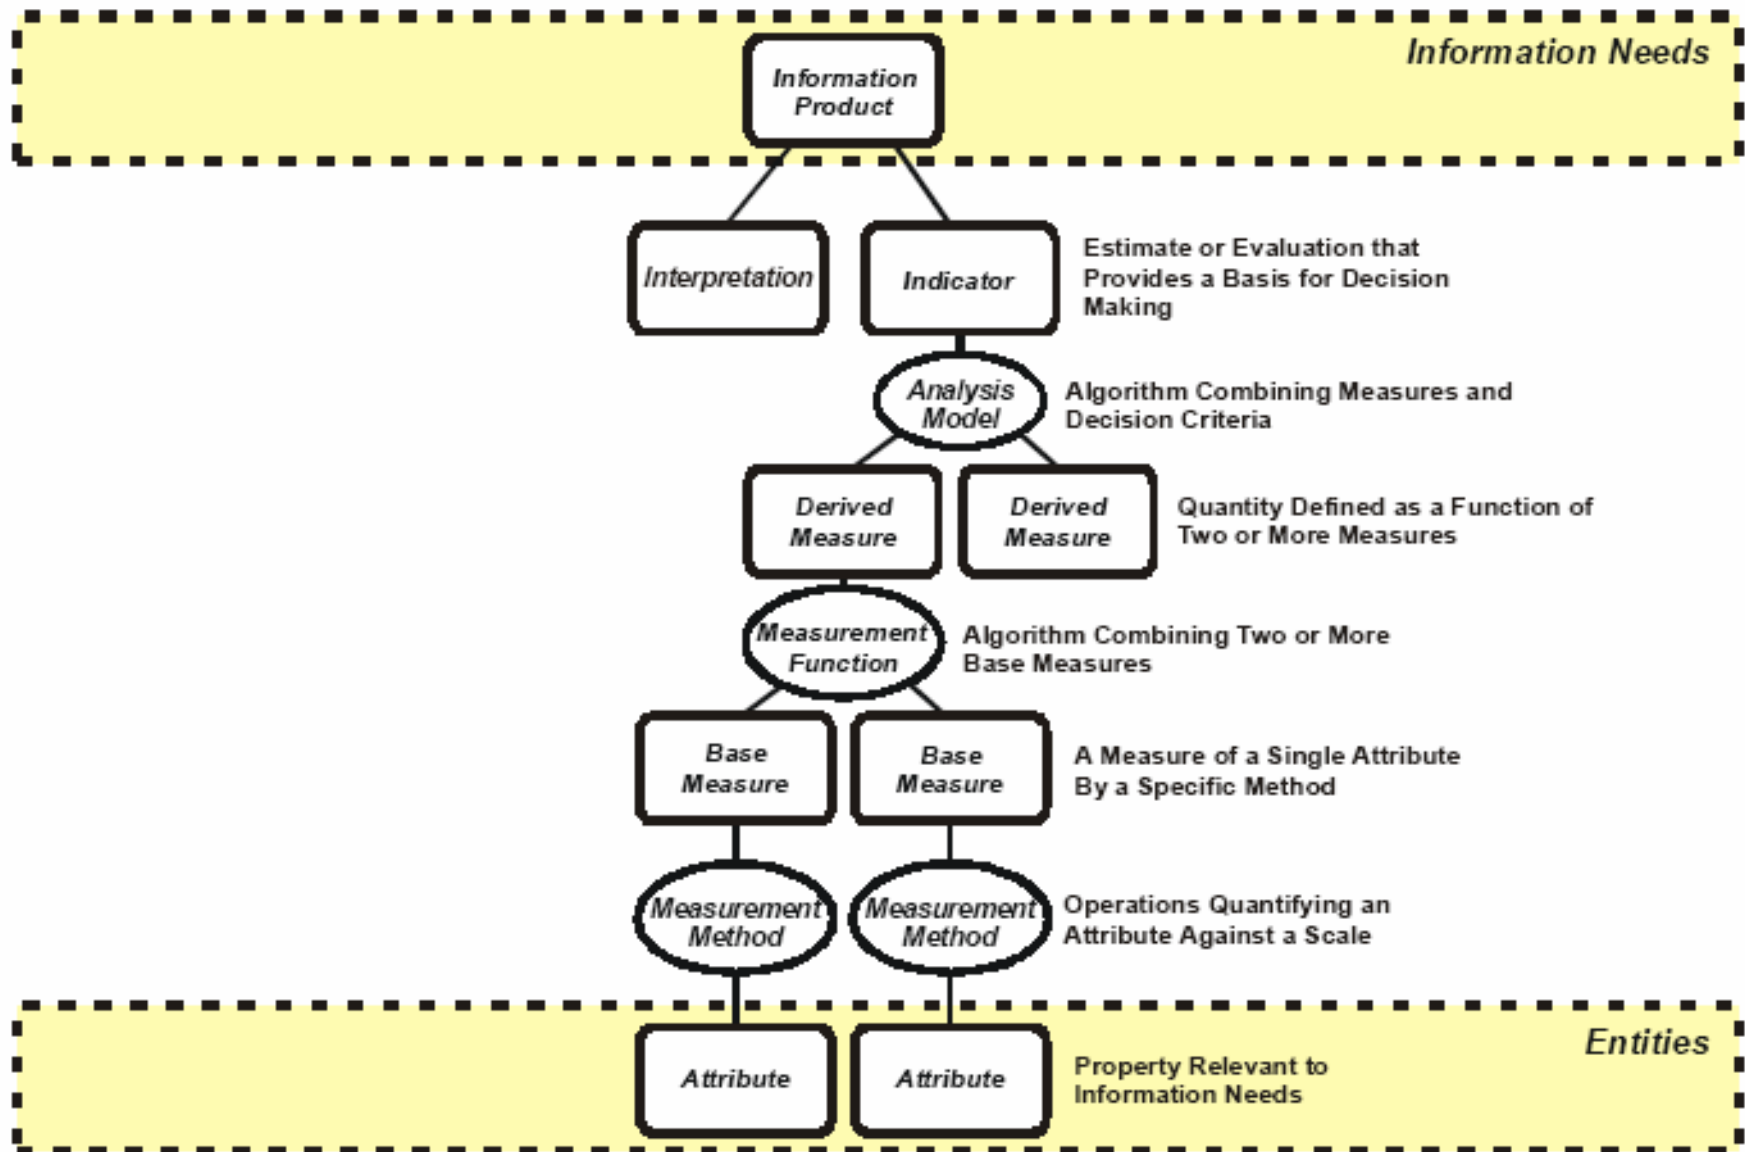 Information Needs
Information
Product
Interpretation
Indicator
Estimate or Evaluation that
Provides a Basis for Decision
Making
Analysis
Model
Algorithm Combining Measures and
Decision Criteria
Derived
Measure
Derived
Measure
Quantity Defined as a Function of
Two or More Measures
Measurement
Function
Algorithm Combining Two or More
Base Measures
Base
Measure
Base
Measure
A Measure of a Single Attribute
By a Specific Method
Measurement
Method
Measurement
Method
Operations Quantifying an
Attribute Against a Scale
Entities
Attribute
Attribute
Property Relevant to
Information Needs